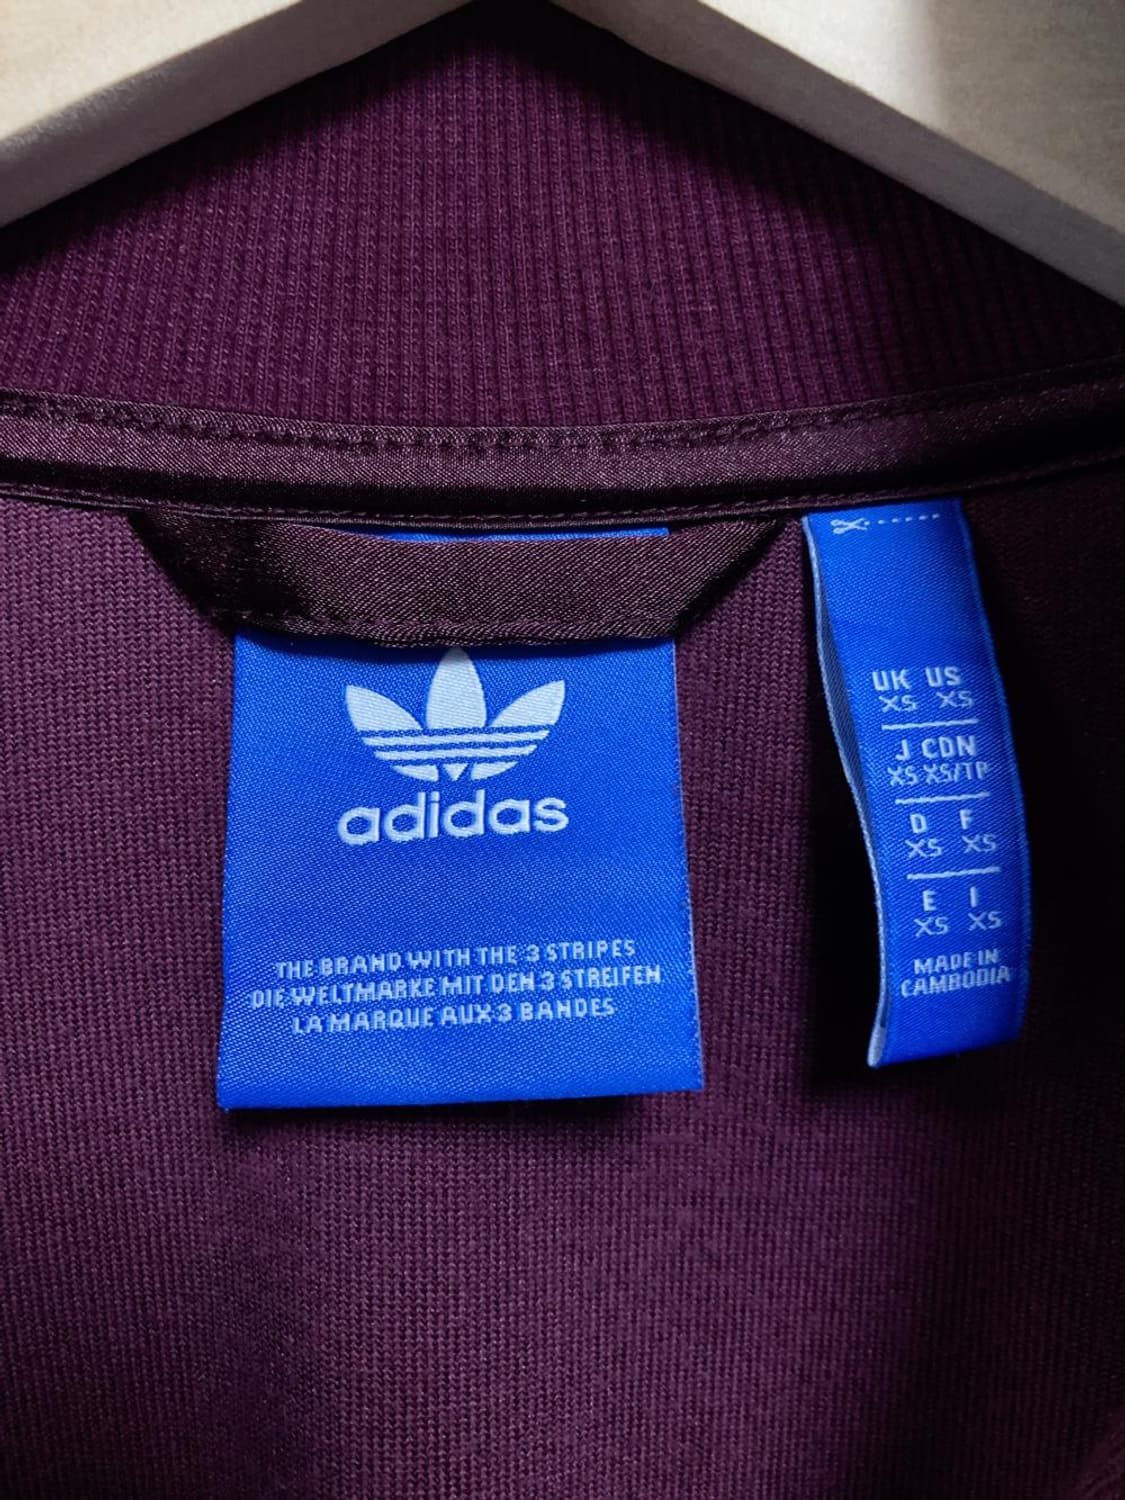 adidas
THE BRAND WITH THE 3 STRIPES
DIE WELTMARKE MIT DEN 3 STREIFEN
LA MARQUE AUX 3 BANDES
UK US
XS XS
J CDN
XS XS/TP
D F
XS XS
E I
XS XS
MADE IN
CAMBODIA